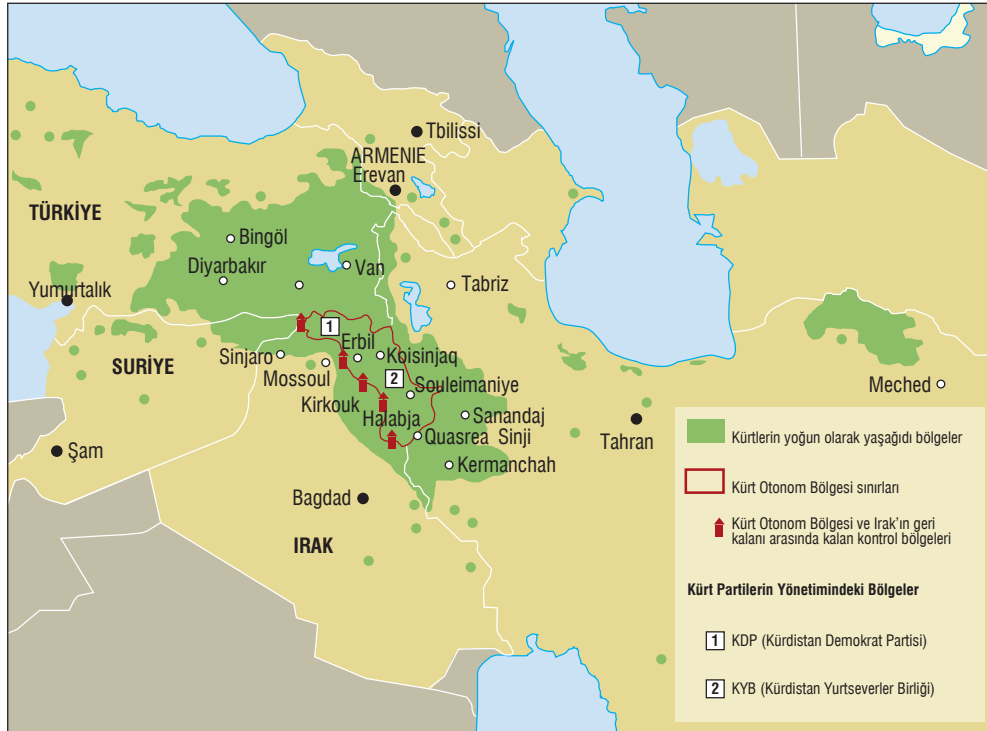 Tbilissi
ARMENIE
Erevan
TÜRKİYE
Bingöl
Diyarbakır
Van
Tabriz
Yumurtalık
1
Erbil
Koisinjaq
Sinjaro
SURİYE
Mossoul
2
Souleimaniye
Meched
Kirkouk
Halabja
Sanandaj
Quasrea Sinji
Tahran
Şam
Kermanchah
Bagdad
IRAK
Kürtlerin yoğun olarak yaşağıdı bölgeler
Kürt Otonom Bölgesi sınırları
Kürt Otonom Bölgesi ve Irak’ın geri
kalanı arasında kalan kontrol bölgeleri
Kürt Partilerin Yönetimindeki Bölgeler
1 KDP (Kürdistan Demokrat Partisi)
2 KYB (Kürdistan Yurtseverler Birliği)